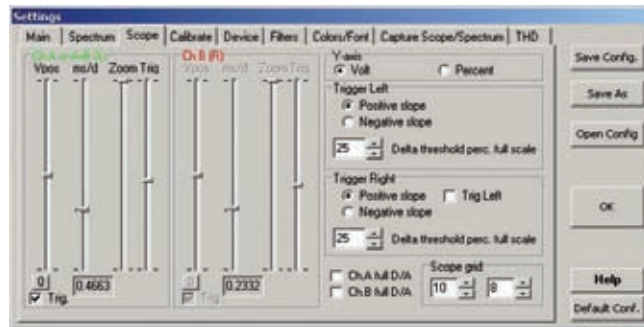 Settings
Main Spectrum Scope Calibrate Device Filters Colors/Font Capture Scope/Spectrum THD
Vpos ms/d Zoom Trig
0 0.4663
Trig
Ch B (R)
Vpos ms/d Zoom Trig
0 0.2332
Trig
Y-axis
Volt Percent
Trigger Left
Positive slope
Negative slope
25 Delta threshold perc. full scale
Trigger Right
Positive slope Trig Left
Negative slope
25 Delta threshold perc. full scale
Ch.A full D/A
Ch.B full D/A
Scope grid
10 8
Save Config.
Save As
Open Config
OK
Help
Default Conf.